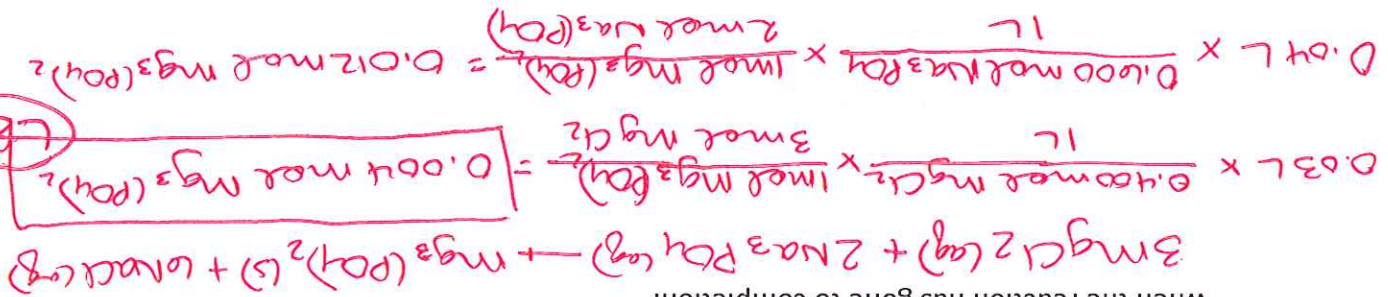 when the reaction has gone to completion.
3MgCl₂(aq) + 2Na₃PO₄(aq) → Mg₃(PO₄)₂(s) + 6NaCl(aq)
0.03 L × 0.400 mol MgCl₂ / 1L × 1 mol Mg₃(PO₄)₂ / 3 mol MgCl₂ = 0.004 mol Mg₃(PO₄)₂
0.04 L × 0.600 mol Na₃PO₄ / 1L × 1 mol Mg₃(PO₄)₂ / 2 mol Na₃(PO₄) = 0.012 mol Mg₃(PO₄)₂